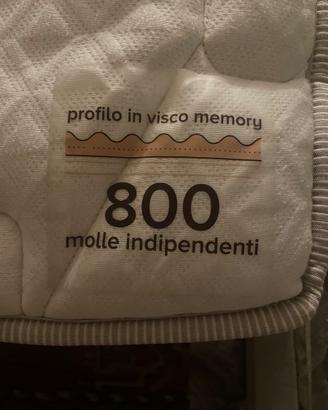 profilo in visco memory
800
molle indipendenti